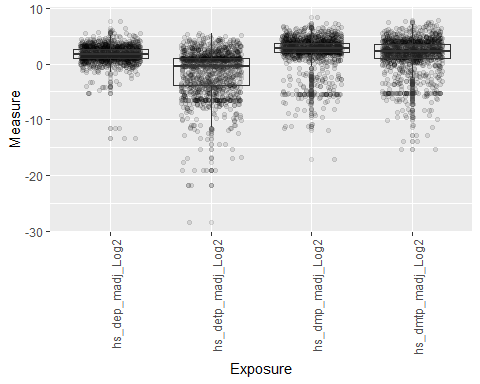 10
0
-10
-20
-30
Measure
hs_dep_madj_Log2
hs_detp_madj_Log2
hs_dmp_madj_Log2
hs_dmtp_madj_Log2
Exposure